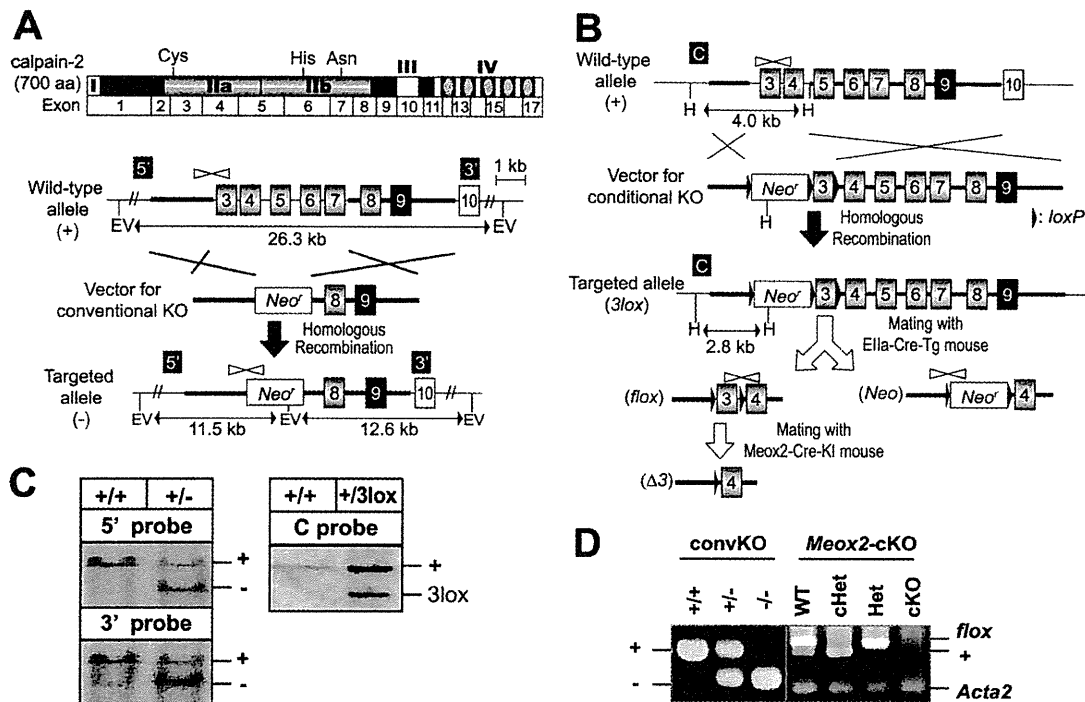 A
calpain-2
(700 aa)
Cys
His
Asn
III
IV
I
IIa
IIb
Exon
1 2 3 4 5 6 7 8 9 10 11 13 15 17
5'
3'
1 kb
Wild-type
allele
(+)
3 4 5 6 7 8 9 10
EV
EV
26.3 kb
Vector for
conventional KO
Neoʳ 8 9
Homologous
Recombination
5'
3'
Targeted
allele
(-)
Neoʳ 8 9 10
EV
EV
EV
11.5 kb
12.6 kb
B
C
Wild-type
allele
(+)
3 4 5 6 7 8 9 10
H
H
4.0 kb
Vector for
conditional KO
Neoʳ 3 4 5 6 7 8 9
H
: loxP
Homologous
Recombination
C
Targeted allele
(3lox)
Neoʳ 3 4 5 6 7 8 9
H
H
2.8 kb
Mating with
EIIa-Cre-Tg mouse
(flox)
3 4
(Neo)
Neoʳ 4
Mating with
Meox2-Cre-KI mouse
(Δ3)
4
C
+/+ +/-
5' probe
+
-
3' probe
+
-
+/+ +/3lox
C probe
+
3lox
D
convKO
Meox2-cKO
+/+ +/- -/- WT cHet Het cKO
+
-
flox
+
Acta2